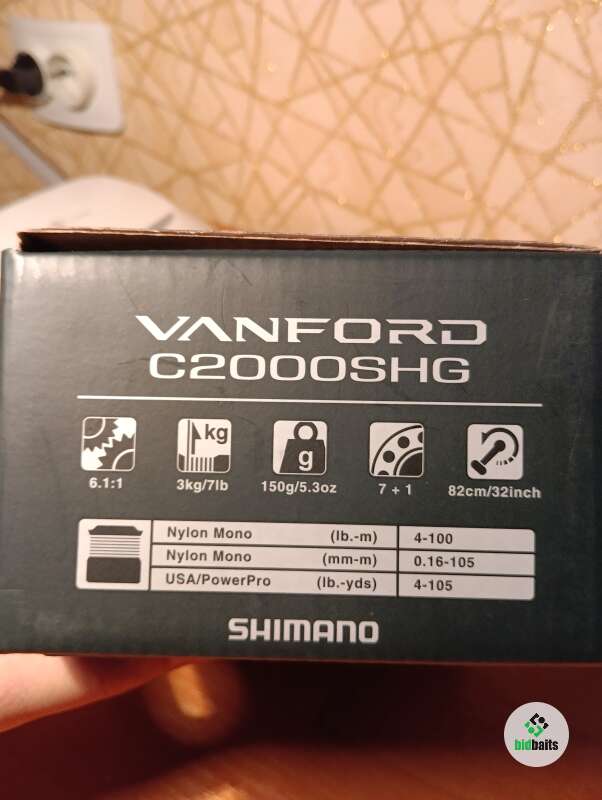 VANFORD
C2000SHG
kg
g
6.1:1 3kg/7lb 150g/5.3oz 7 + 1 82cm/32inch
Nylon Mono (lb.-m) 4-100
Nylon Mono (mm-m) 0.16-105
USA/PowerPro (lb.-yds) 4-105
SHIMANO
bidbaits